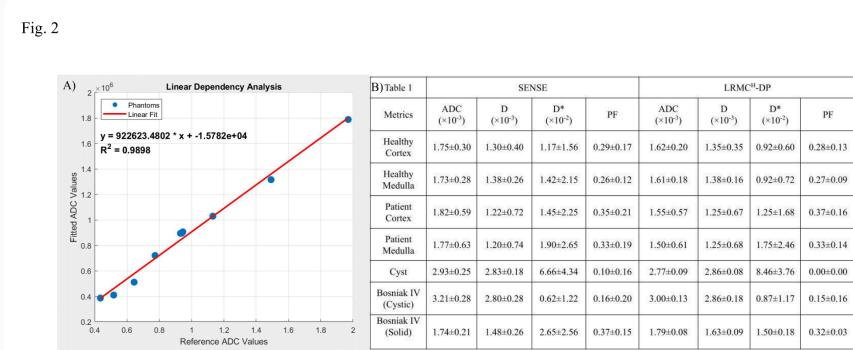 Fig. 2
A)
×10⁶
Linear Dependency Analysis
Phantoms
Linear Fit
y = 922623.4802 * x + -1.5782e+04
R² = 0.9898
2
1.8
1.6
1.4
1.2
1
0.8
0.6
0.4
0.2
Fitted ADC Values
0.4 0.6 0.8 1 1.2 1.4 1.6 1.8 2
Reference ADC Values
B) Table 1 SENSE LRMCᴴ-DP
Metrics ADC (×10⁻³) D (×10⁻³) D* (×10⁻²) PF ADC (×10⁻³) D (×10⁻³) D* (×10⁻²) PF
Healthy Cortex 1.75±0.30 1.30±0.40 1.17±1.56 0.29±0.17 1.62±0.20 1.35±0.35 0.92±0.60 0.28±0.13
Healthy Medulla 1.73±0.28 1.38±0.26 1.42±2.15 0.26±0.12 1.61±0.18 1.38±0.16 0.92±0.72 0.27±0.09
Patient Cortex 1.82±0.59 1.22±0.72 1.45±2.25 0.35±0.21 1.55±0.57 1.25±0.67 1.25±1.68 0.37±0.16
Patient Medulla 1.77±0.63 1.20±0.74 1.90±2.65 0.33±0.19 1.50±0.61 1.25±0.68 1.75±2.46 0.33±0.14
Cyst 2.93±0.25 2.83±0.18 6.66±4.34 0.10±0.16 2.77±0.09 2.86±0.08 8.46±3.76 0.00±0.00
Bosniak IV (Cystic) 3.21±0.28 2.80±0.28 0.62±1.22 0.16±0.20 3.00±0.13 2.86±0.18 0.87±1.17 0.15±0.16
Bosniak IV (Solid) 1.74±0.21 1.48±0.26 2.65±2.56 0.37±0.15 1.79±0.08 1.63±0.09 1.50±0.18 0.32±0.03